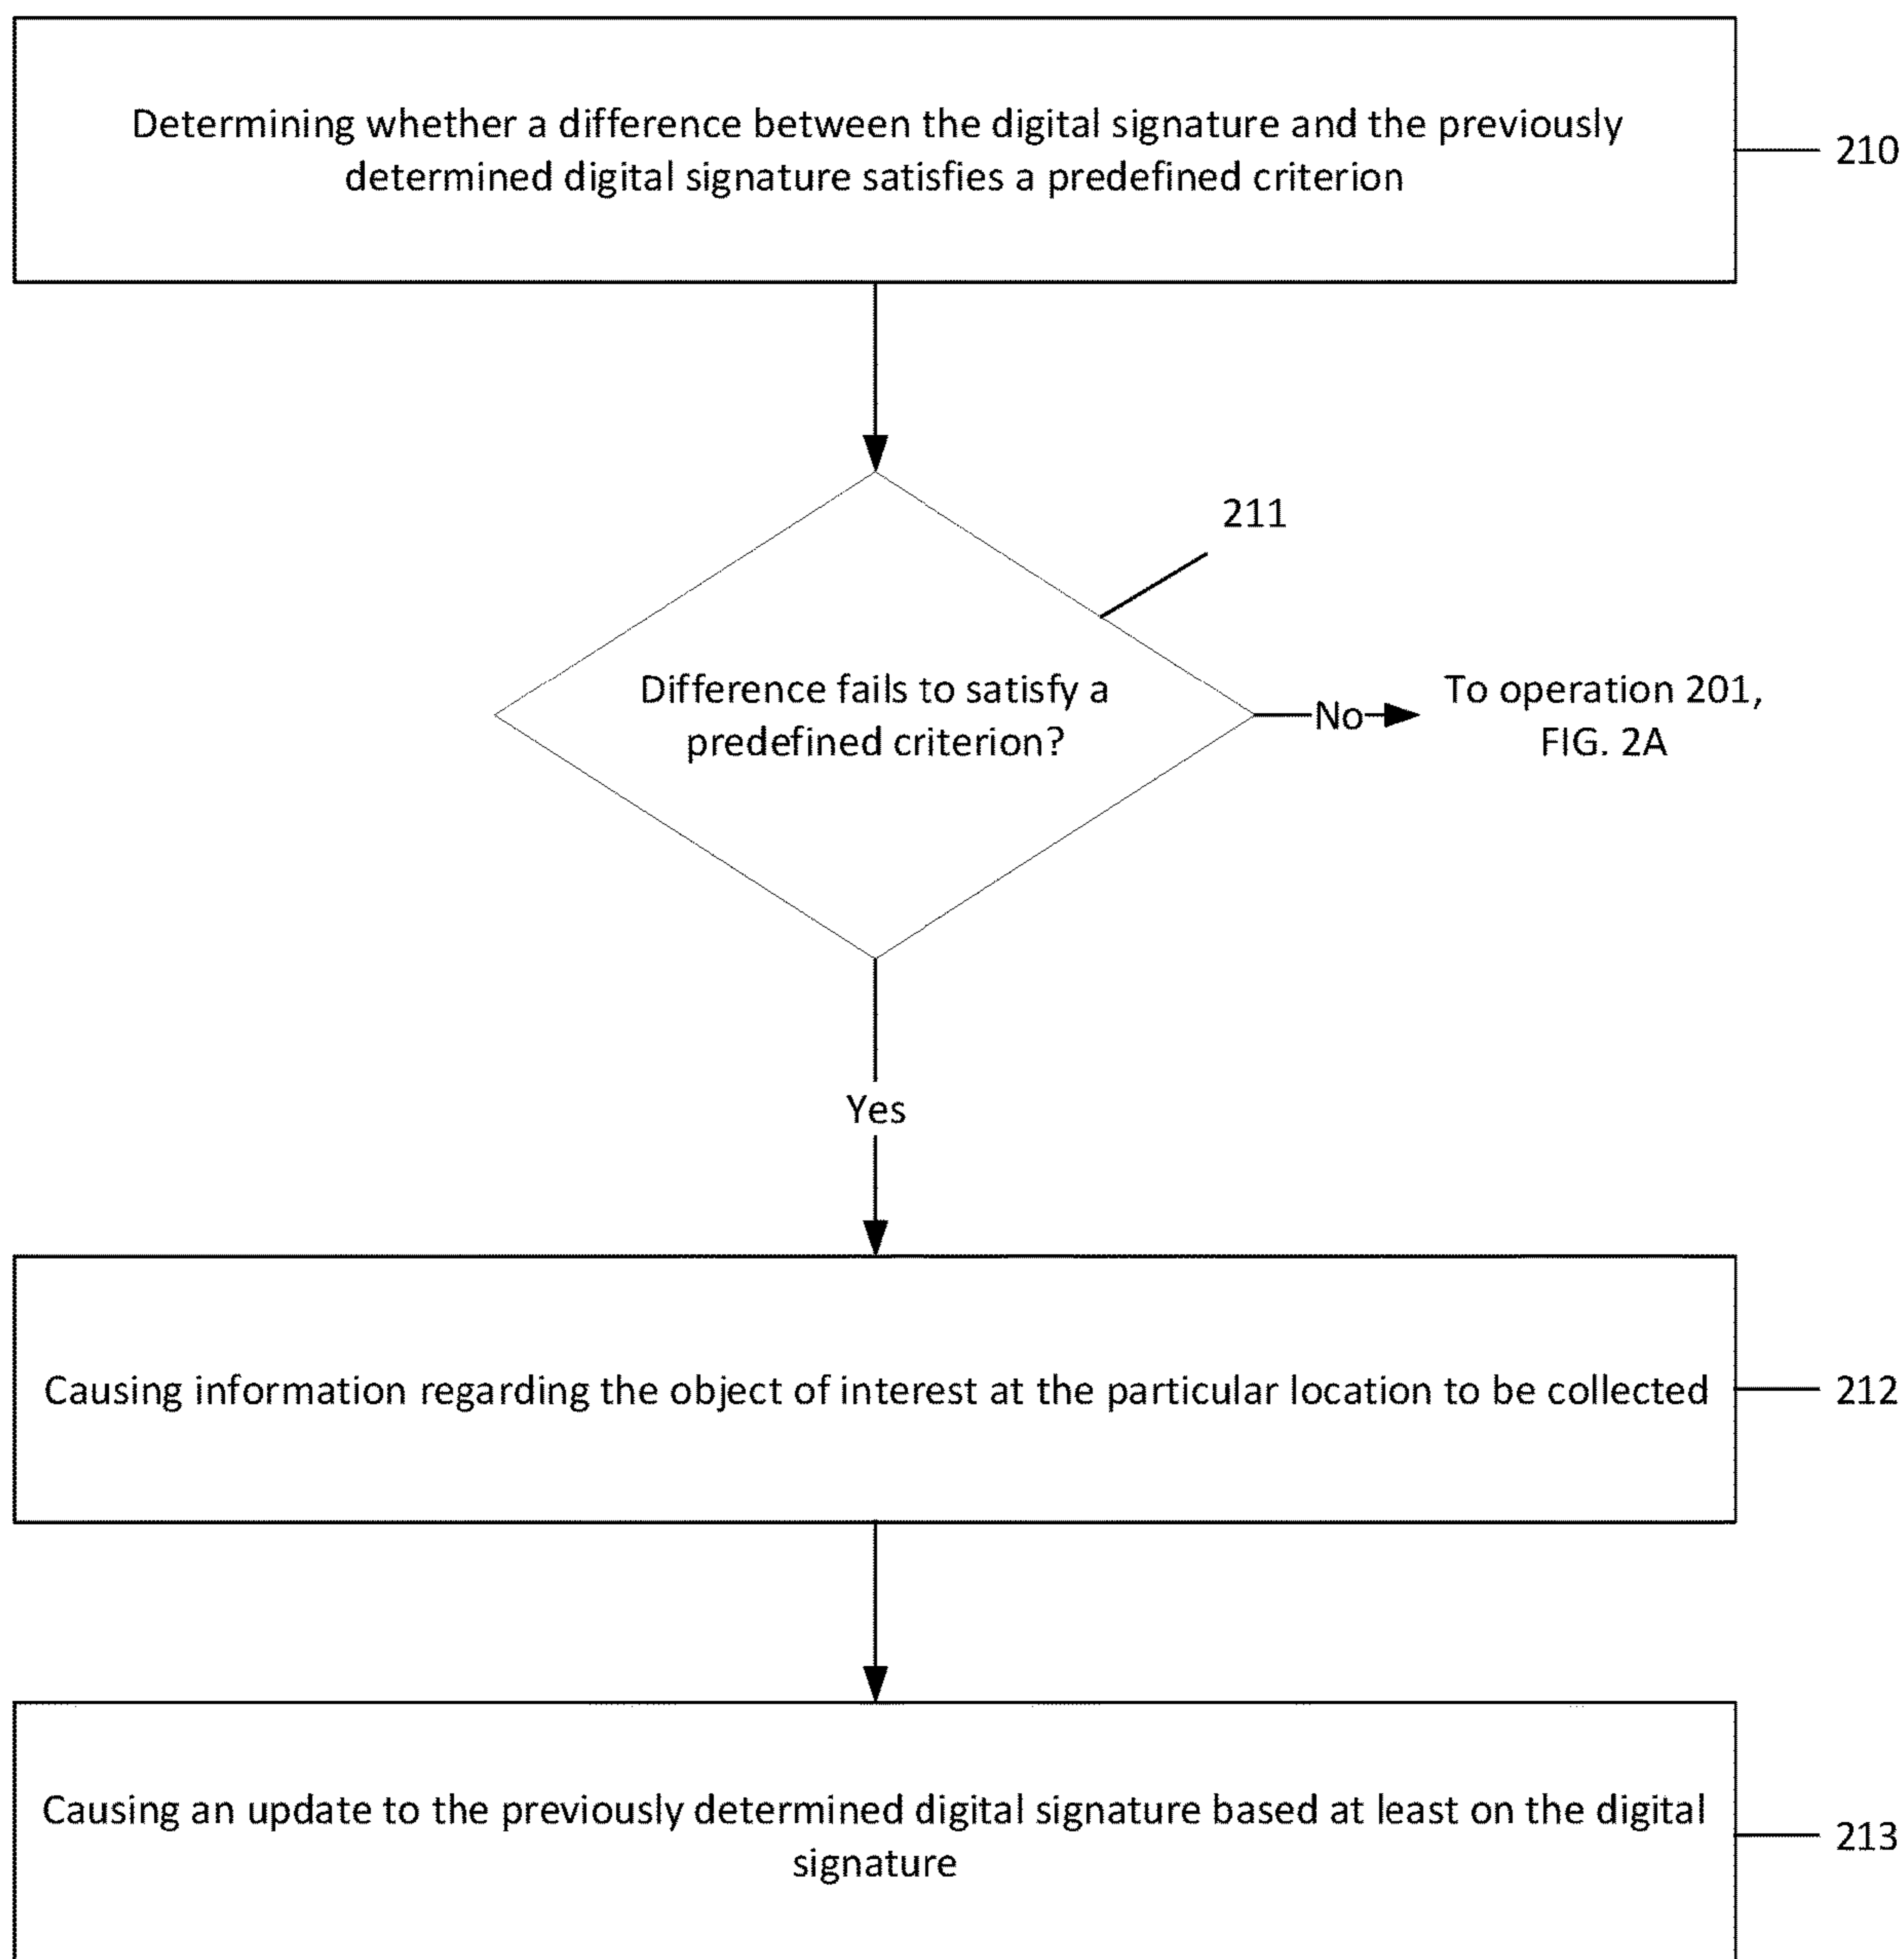 Determining whether a difference between the digital signature and the previously
determined digital signature satisfies a predefined criterion
210
211
Difference fails to satisfy a
predefined criterion?
No
To operation 201,
FIG. 2A
Yes
Causing information regarding the object of interest at the particular location to be collected
212
Causing an update to the previously determined digital signature based at least on the digital
signature
213